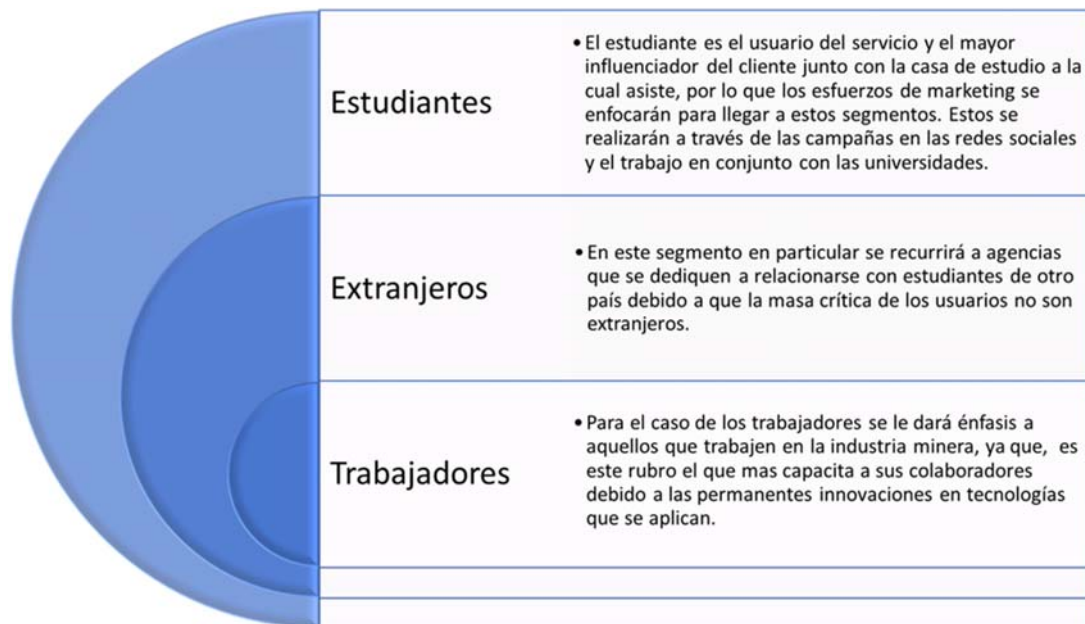 Estudiantes
• El estudiante es el usuario del servicio y el mayor
influenciador del cliente junto con la casa de estudio a la
cual asiste, por lo que los esfuerzos de marketing se
enfocarán para llegar a estos segmentos. Estos se
realizarán a través de las campañas en las redes sociales
y el trabajo en conjunto con las universidades.
Extranjeros
• En este segmento en particular se recurrirá a agencias
que se dediquen a relacionarse con estudiantes de otro
país debido a que la masa crítica de los usuarios no son
extranjeros.
Trabajadores
• Para el caso de los trabajadores se le dará énfasis a
aquellos que trabajen en la industria minera, ya que, es
este rubro el que mas capacita a sus colaboradores
debido a las permanentes innovaciones en tecnologías
que se aplican.